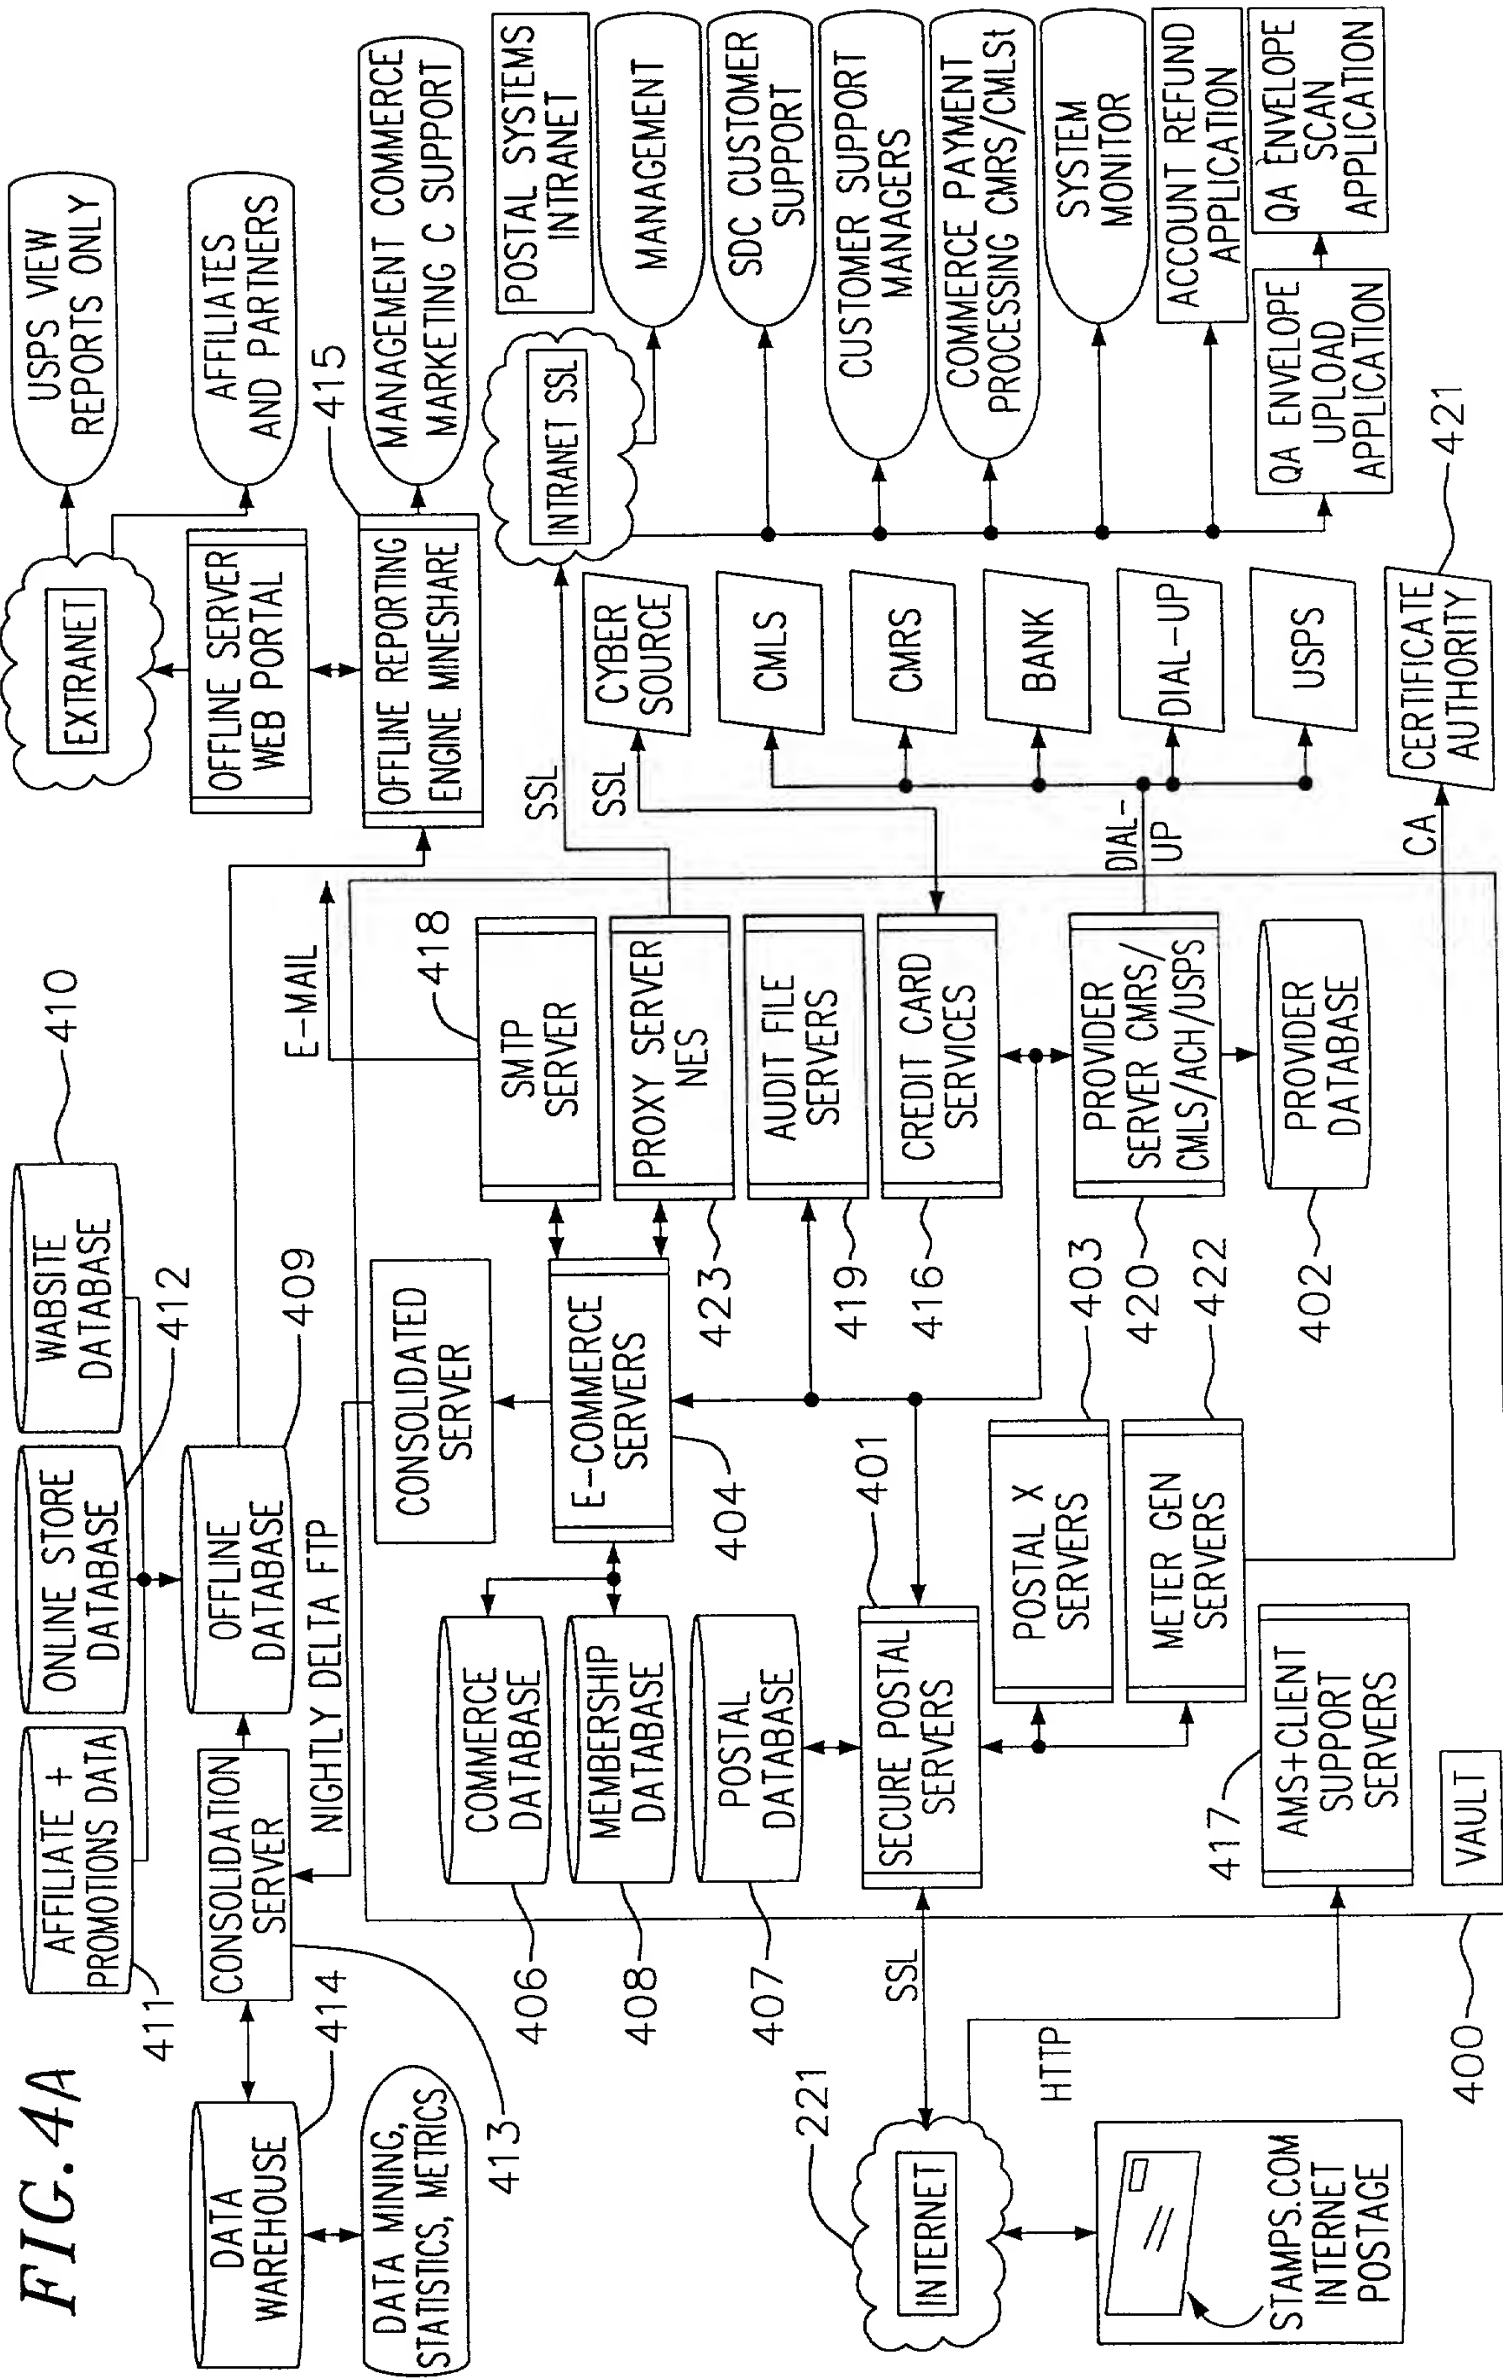 FIG. 4A
AFFILIATE +
PROMOTIONS DATA
411
ONLINE STORE
DATABASE
412
WABSITE
DATABASE
410
DATA
WAREHOUSE
414
CONSOLIDATION
SERVER
413
OFFLINE
DATABASE
409
DATA MINING,
STATISTICS, METRICS
NIGHTLY DELTA FTP
E-MAIL
EXTRANET
USPS VIEW
REPORTS ONLY
AFFILIATES
AND PARTNERS
OFFLINE SERVER
WEB PORTAL
415
OFFLINE REPORTING
ENGINE MINESHARE
MANAGEMENT COMMERCE
MARKETING C SUPPORT
CONSOLIDATED
SERVER
SMTP
SERVER
418
COMMERCE
DATABASE
406
MEMBERSHIP
DATABASE
408
E-COMMERCE
SERVERS
404
PROXY SERVER
NES
423
SSL
SSL
POSTAL
DATABASE
407
AUDIT FILE
SERVERS
419
SECURE POSTAL
SERVERS
401
CREDIT CARD
SERVICES
416
POSTAL X
SERVERS
403
PROVIDER
SERVER CMRS/
CMLS/ACH/USPS
420
DIAL-
UP
METER GEN
SERVERS
422
PROVIDER
DATABASE
402
AMS+CLIENT
SUPPORT
SERVERS
417
VAULT
400
INTERNET
221
SSL
HTTP
STAMPS.COM
INTERNET
POSTAGE
INTRANET SSL
POSTAL SYSTEMS
INTRANET
MANAGEMENT
SDC CUSTOMER
SUPPORT
CUSTOMER SUPPORT
MANAGERS
COMMERCE PAYMENT
PROCESSING CMRS/CMLSt
SYSTEM
MONITOR
ACCOUNT REFUND
APPLICATION
QA ENVELOPE
UPLOAD
APPLICATION
QA ENVELOPE
SCAN
APPLICATION
CYBER
SOURCE
CMLS
CMRS
BANK
DIAL-UP
USPS
CERTIFICATE
AUTHORITY
421
CA